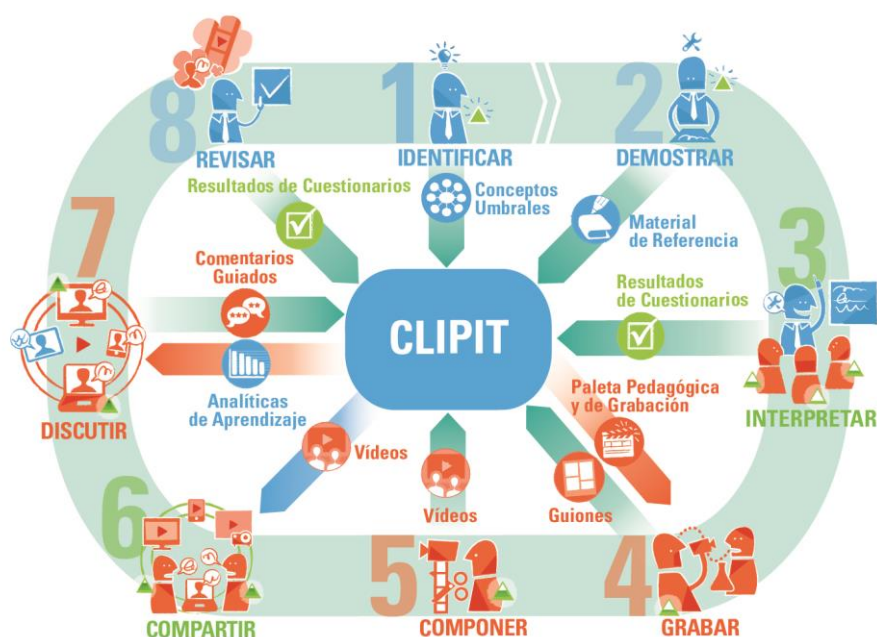 8
REVISAR
1
IDENTIFICAR
2
DEMOSTRAR
Resultados de Cuestionarios
Conceptos
Umbrales
Material
de Referencia
7
Comentarios
Guiados
3
Resultados
de Cuestionarios
CLIPIT
Analíticas
de Aprendizaje
DISCUTIR
Paleta Pedagógica
y de Grabación
INTERPRETAR
Vídeos
Vídeos
Guiones
6
COMPARTIR
5
COMPONER
4
GRABAR